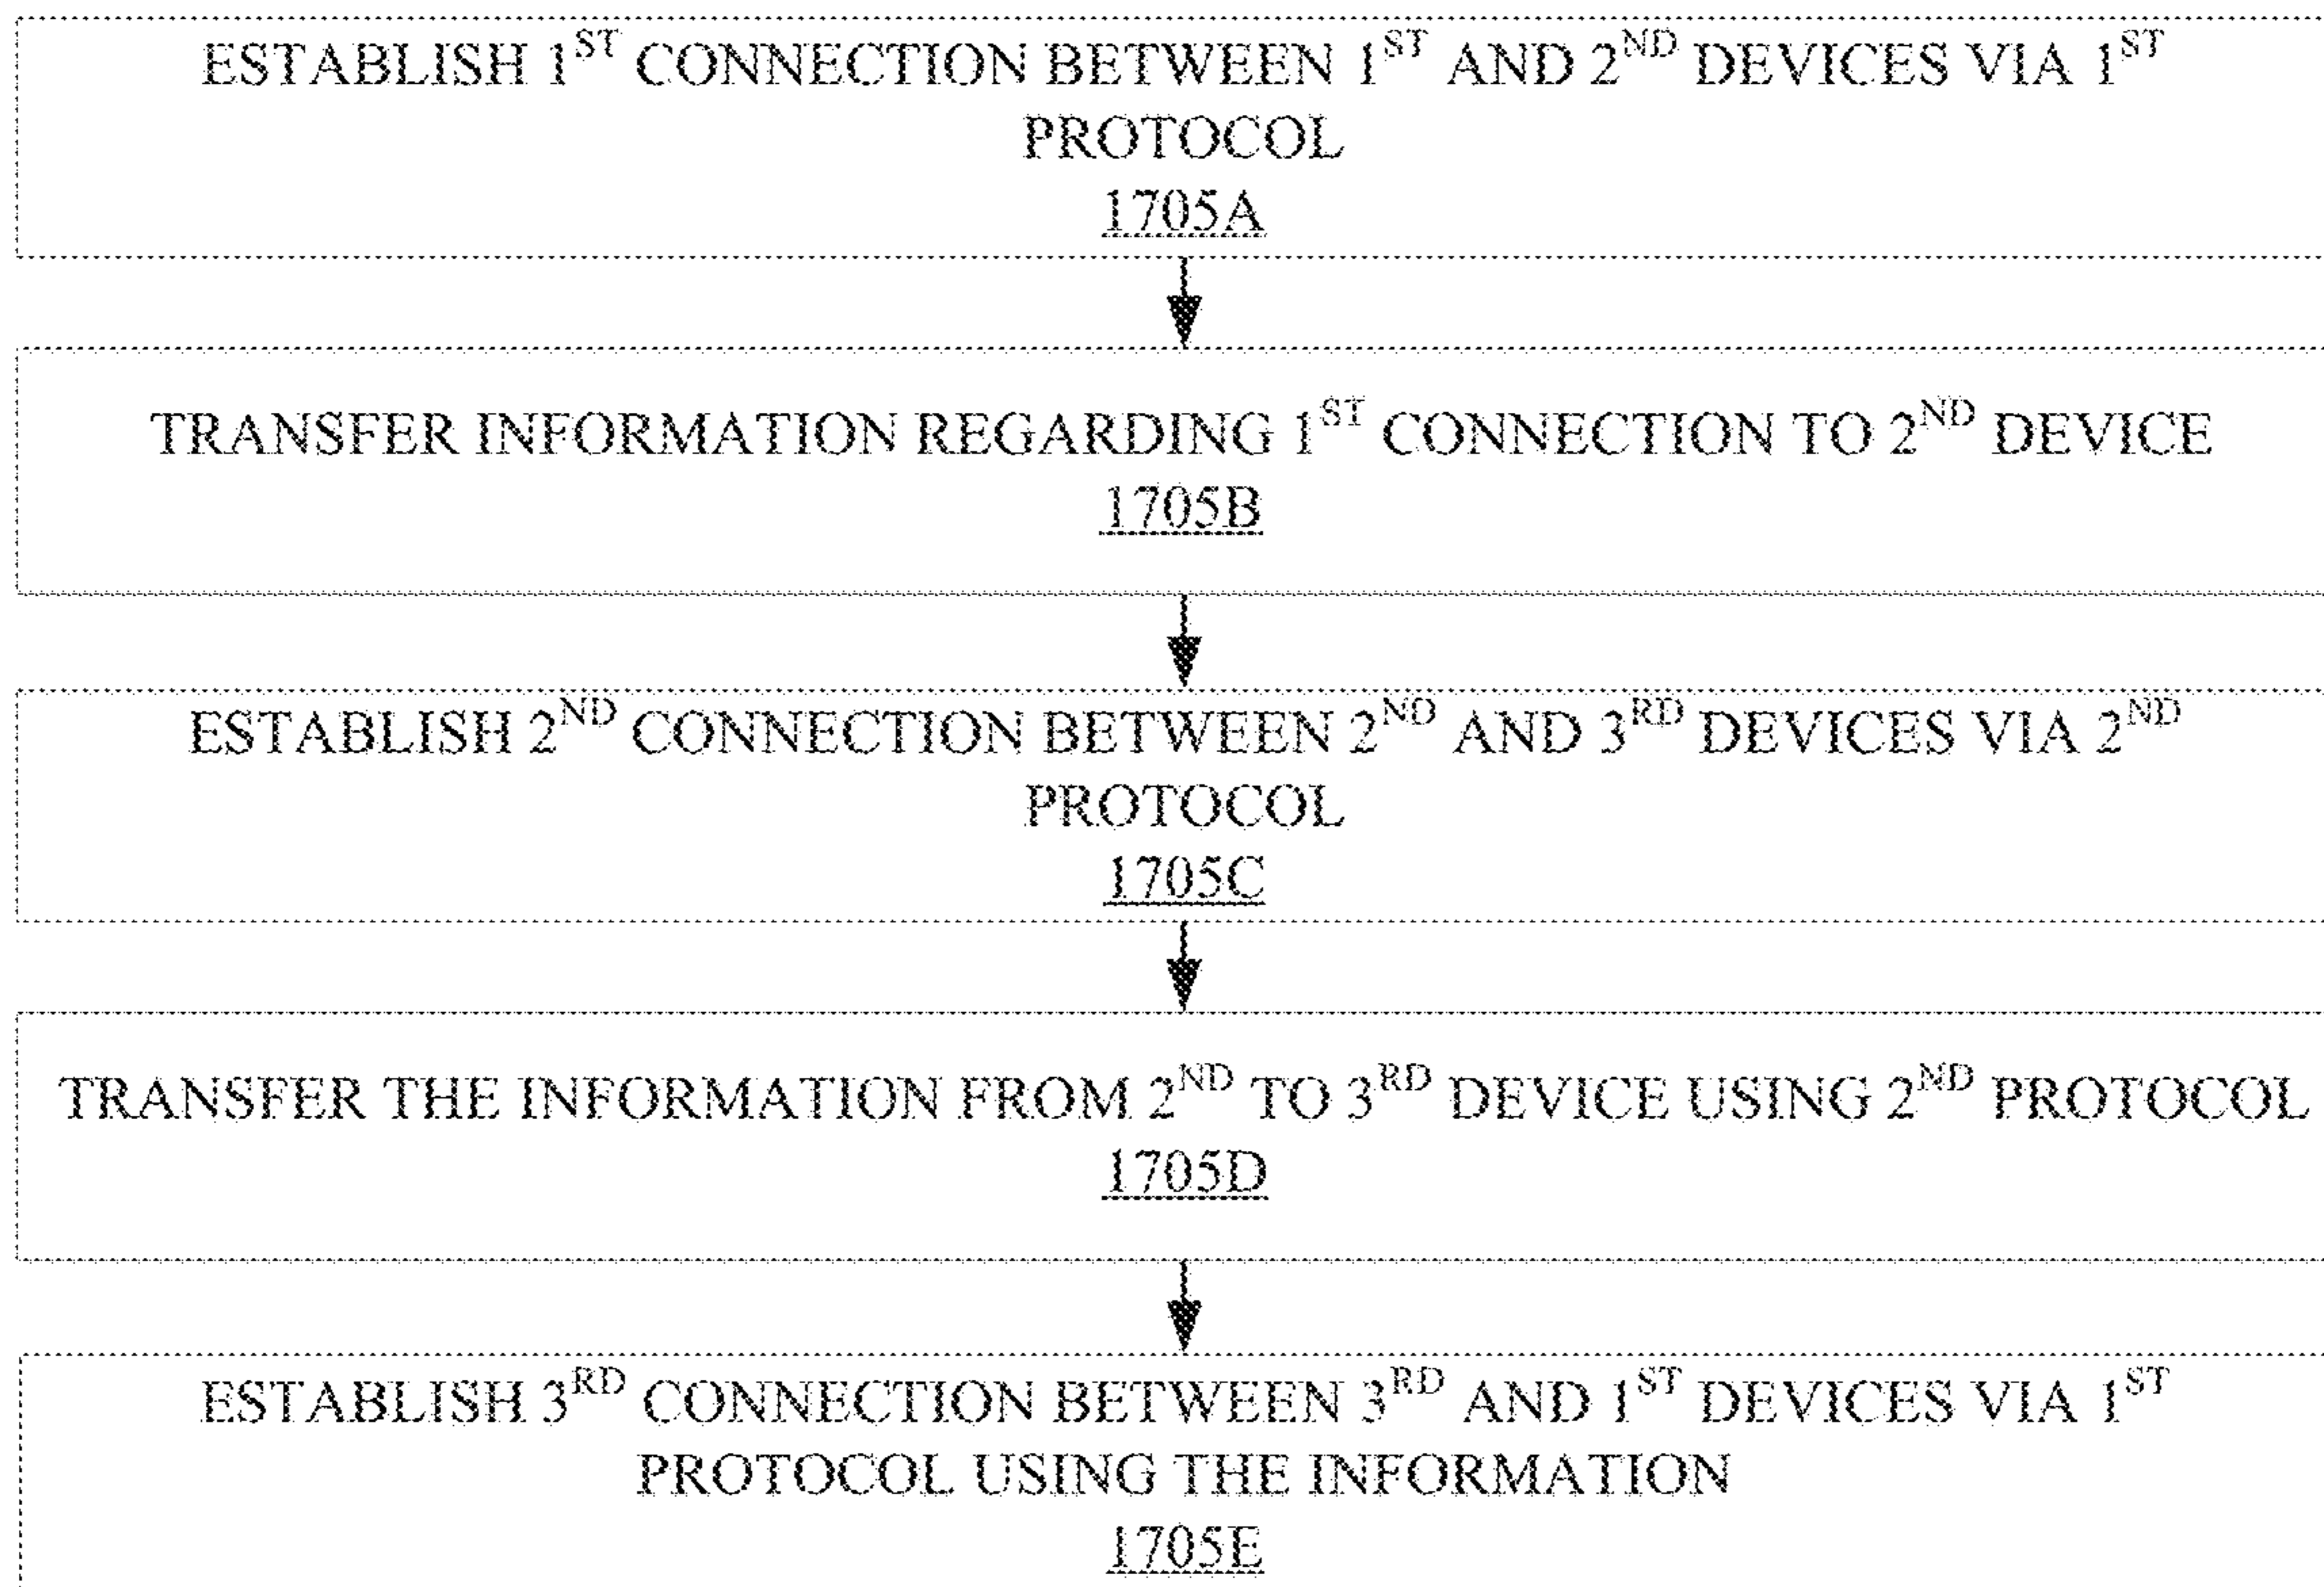 ESTABLISH 1ST CONNECTION BETWEEN 1ST AND 2ND DEVICES VIA 1ST
PROTOCOL
1705A
TRANSFER INFORMATION REGARDING 1ST CONNECTION TO 2ND DEVICE
1705B
ESTABLISH 2ND CONNECTION BETWEEN 2ND AND 3RD DEVICES VIA 2ND
PROTOCOL
1705C
TRANSFER THE INFORMATION FROM 2ND TO 3RD DEVICE USING 2ND PROTOCOL
1705D
ESTABLISH 3RD CONNECTION BETWEEN 3RD AND 1ST DEVICES VIA 1ST
PROTOCOL USING THE INFORMATION
1705E